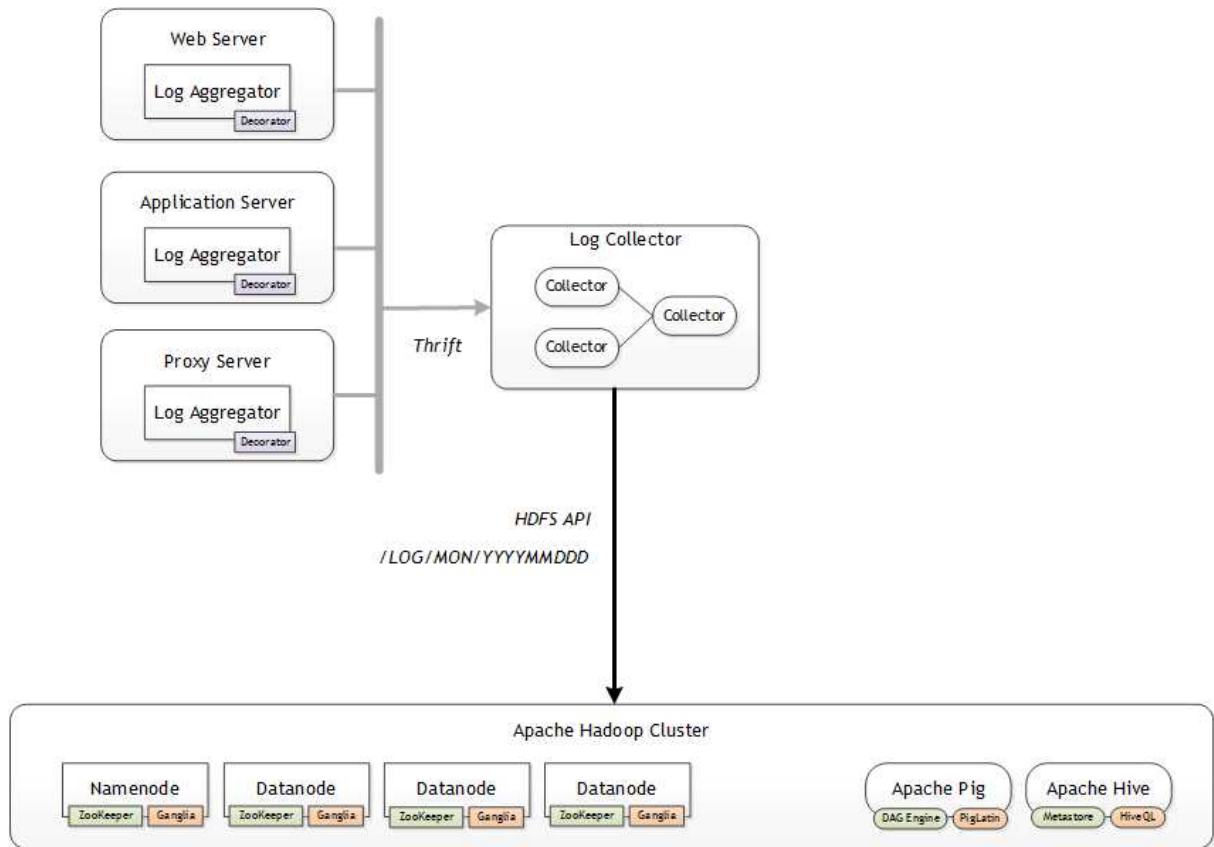 Web Server
Log Aggregator
Decorator
Application Server
Log Aggregator
Decorator
Proxy Server
Log Aggregator
Decorator
Thrift
Log Collector
Collector
Collector
Collector
HDFS API
/LOG/MON/YYYYMMDDD
Apache Hadoop Cluster
Namenode
ZooKeeper Ganglia
Datanode
ZooKeeper Ganglia
Datanode
ZooKeeper Ganglia
Datanode
ZooKeeper Ganglia
Apache Pig
DAG Engine PigLatin
Apache Hive
Metastore HiveQL